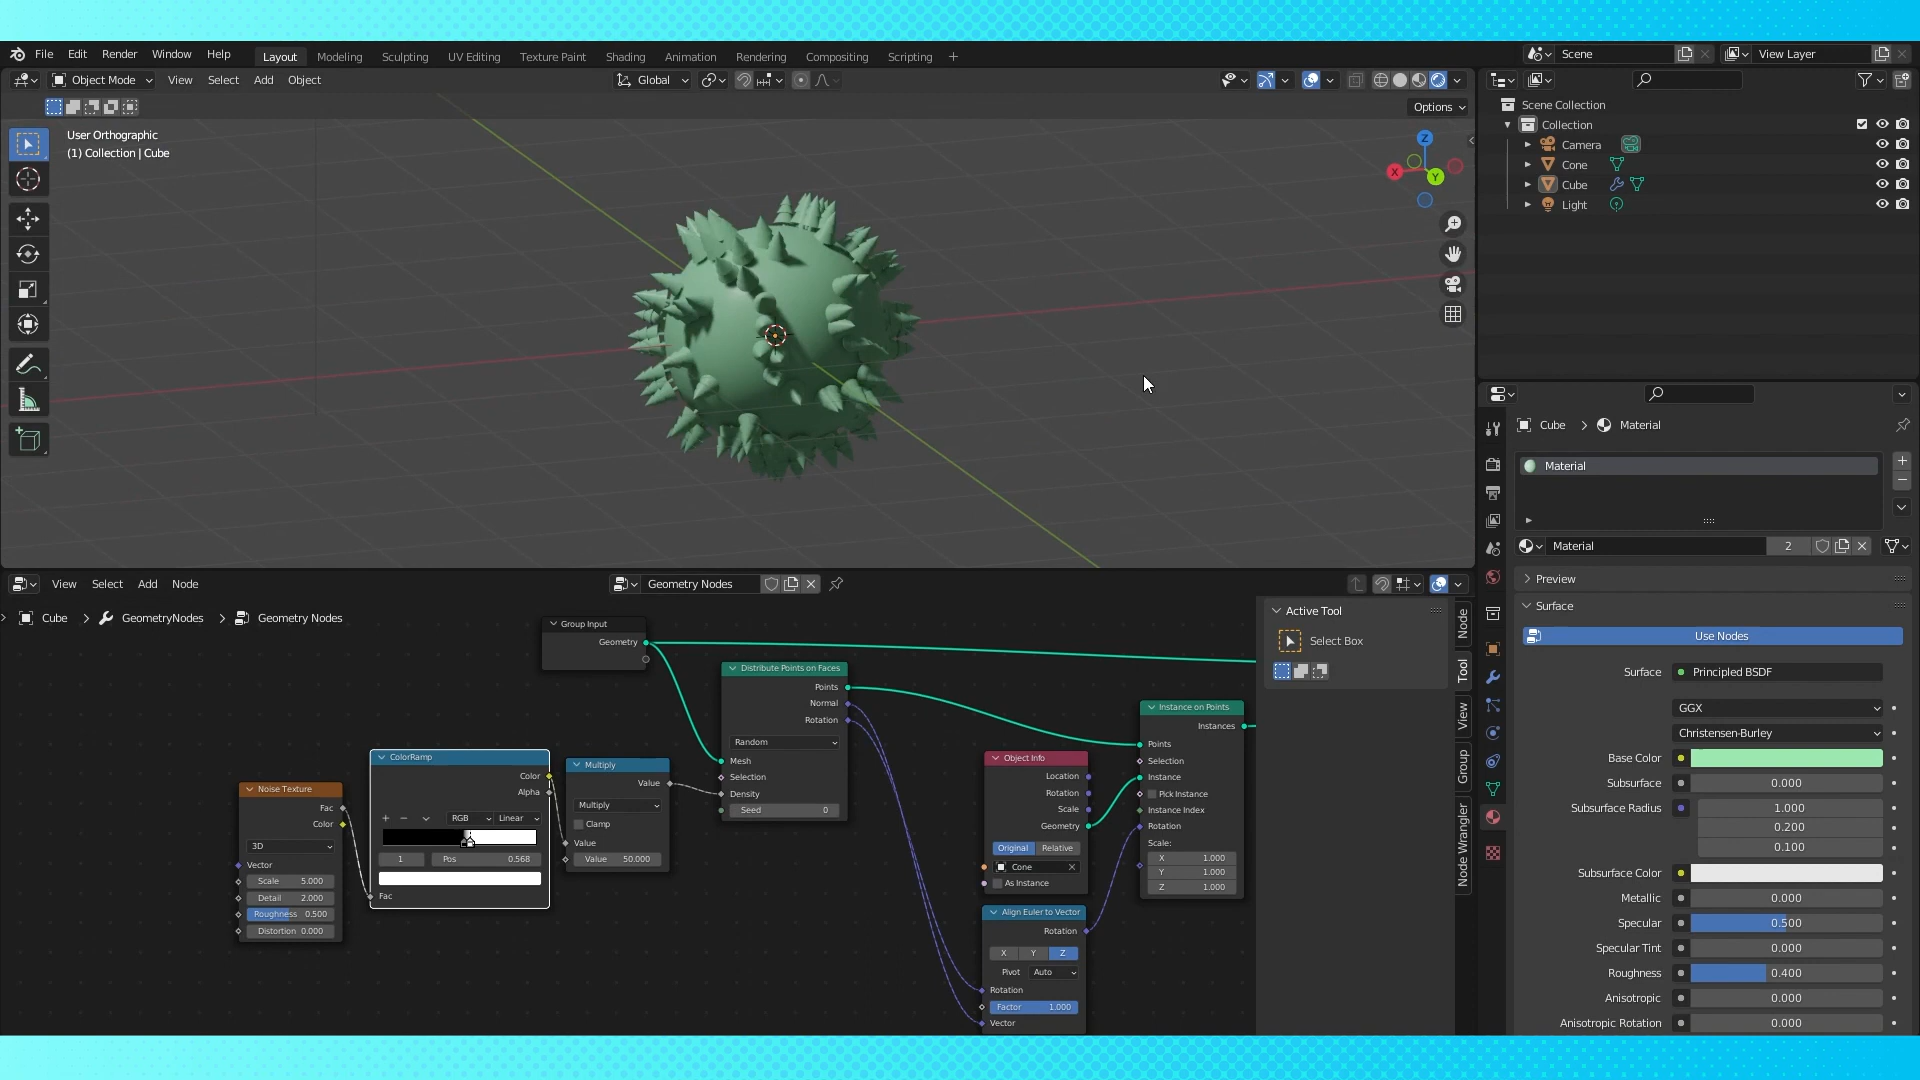 File Edit Render Window Help Layout Modeling Sculpting UV Editing Texture Paint Shading Animation Rendering Compositing Scripting + Scene View Layer
Object Mode View Select Add Object Global
Options
User Orthographic
(1) Collection | Cube
Z
X
Y
Scene Collection
Collection
Camera
Cone
Cube
Light
Cube > Material
Material
Material 2
Preview
Surface
Use Nodes
Surface Principled BSDF
GGX
Christensen-Burley
Base Color
Subsurface 0.000
Subsurface Radius 1.000
0.200
0.100
Subsurface Color
Metallic 0.000
Specular 0.500
Specular Tint 0.000
Roughness 0.400
Anisotropic 0.000
Anisotropic Rotation 0.000
View Select Add Node Geometry Nodes
Cube > GeometryNodes > Geometry Nodes
Group Input
Geometry
Distribute Points on Faces
Points
Normal
Rotation
Random
Mesh
Selection
Density
Seed 0
Noise Texture
Fac
Color
3D
Vector
Scale 5.000
Detail 2.000
Roughness 0.500
Distortion 0.000
ColorRamp
Color
Alpha
RGB Linear
1 Pos 0.568
Fac
Multiply
Value
Multiply
Clamp
Value
Value 50.000
Object Info
Location
Rotation
Scale
Geometry
Original Relative
Cone
As Instance
Align Euler to Vector
Rotation
X Y Z
Pivot Auto
Rotation
Factor 1.000
Vector
Instance on Points
Instances
Points
Selection
Instance
Pick Instance
Instance Index
Rotation
Scale:
X 1.000
Y 1.000
Z 1.000
Active Tool
Select Box
Node
Tool
View
Group
Node Wrangler